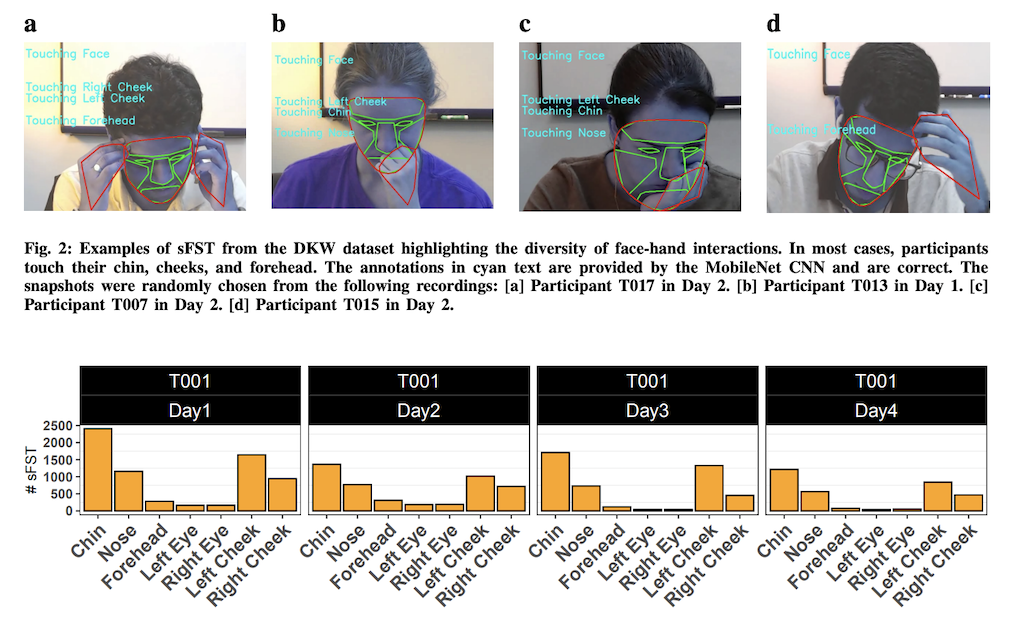 a
b
c
d
Touching Face
Touching Right Cheek
Touching Left Cheek
Touching Forehead
Touching Face
Touching Left Cheek
Touching Chin
Touching Nose
Touching Face
Touching Left Cheek
Touching Chin
Touching Nose
Touching Face
Touching Forehead
Fig. 2: Examples of sFST from the DKW dataset highlighting the diversity of face-hand interactions. In most cases, participants
touch their chin, cheeks, and forehead. The annotations in cyan text are provided by the MobileNet CNN and are correct. The
snapshots were randomly chosen from the following recordings: [a] Participant T017 in Day 2. [b] Participant T013 in Day 1. [c]
Participant T007 in Day 2. [d] Participant T015 in Day 2.
T001
T001
T001
T001
Day1
Day2
Day3
Day4
# sFST
2500
2000
1500
1000
500
0
Chin
Nose
Forehead
Left Eye
Right Eye
Left Cheek
Right Cheek
Chin
Nose
Forehead
Left Eye
Right Eye
Left Cheek
Right Cheek
Chin
Nose
Forehead
Left Eye
Right Eye
Left Cheek
Right Cheek
Chin
Nose
Forehead
Left Eye
Right Eye
Left Cheek
Right Cheek